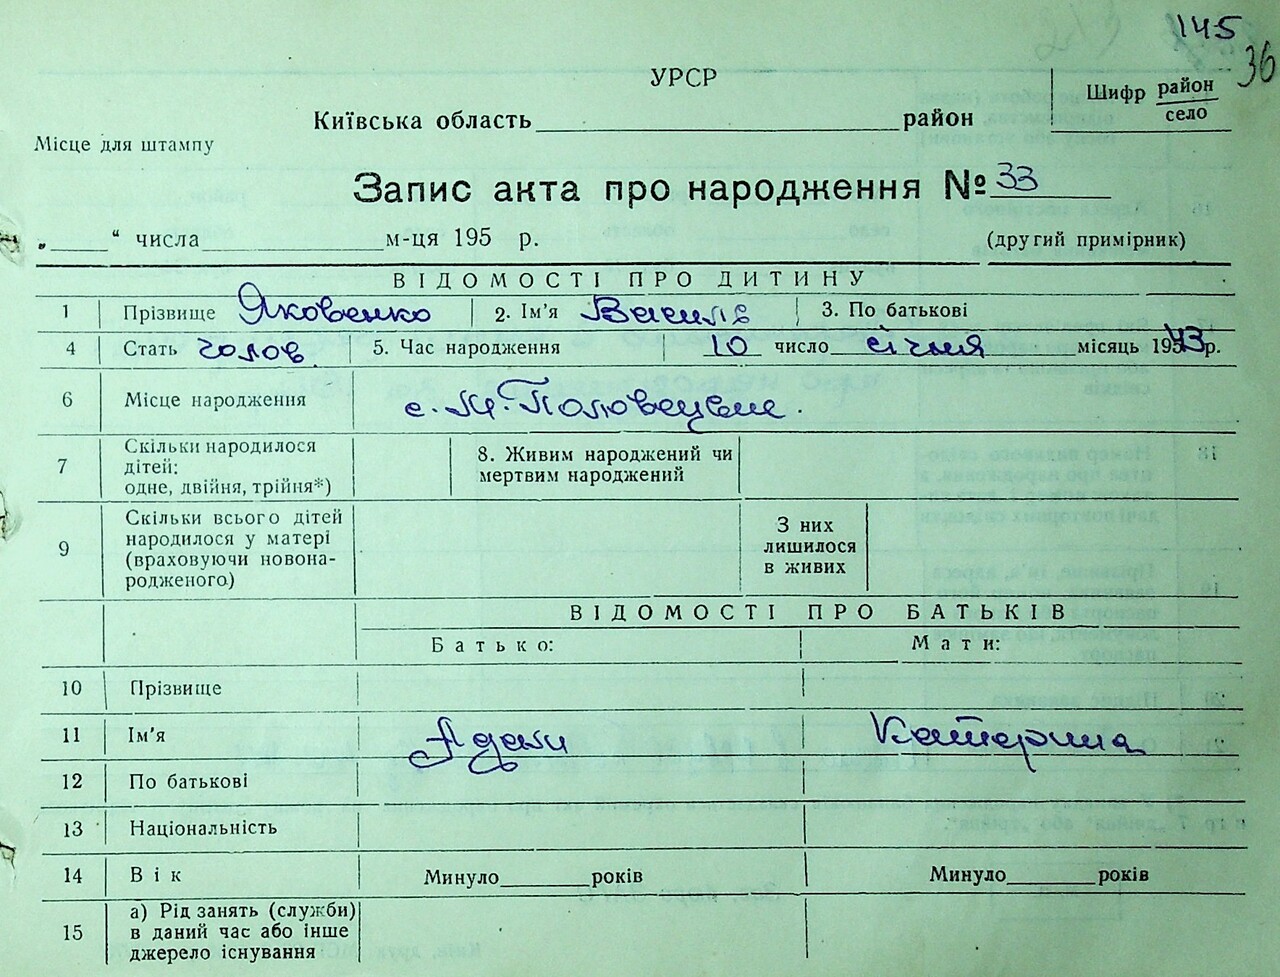 145
36
УРСР
Київська область район
Шифр район
село
Місце для штампу
Запис акта про народження № 33
„ “ числа м-ця 195 р.
(другий примірник)
ВІДОМОСТІ ПРО ДИТИНУ
1 Прізвище Яковенко 2. Ім'я Василь 3. По батькові
4 Стать чолов. 5. Час народження 10 число січня місяць 1943 р.
6 Місце народження с. М. Половецьке.
7 Скільки народилося
дітей:
одне, двійня, трійня*)
8. Живим народжений чи
мертвим народжений
9 Скільки всього дітей
народилося у матері
(враховуючи новона-
родженого)
З них
лишилося
в живих
ВІДОМОСТІ ПРО БАТЬКІВ
Батько: Мати:
10 Прізвище
11 Ім'я Адам Катерина
12 По батькові
13 Національність
14 Вік Минуло років Минуло років
15 а) Рід занять (служби)
в даний час або інше
джерело існування